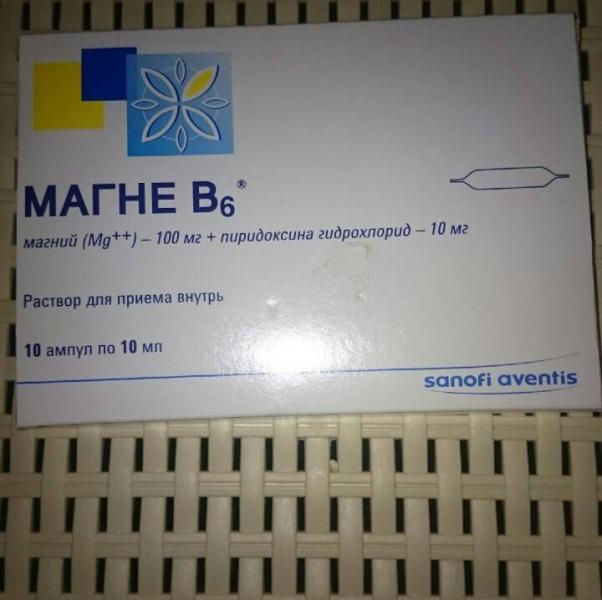 МАГНЕ B6®
магний (Mg++) – 100 мг + пиридоксина гидрохлорид – 10 мг
Раствор для приема внутрь
10 ампул по 10 мл
sanofi aventis